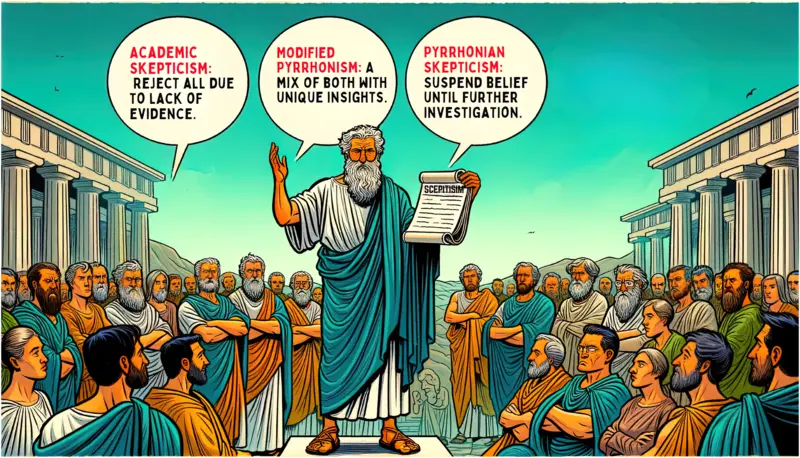 ACADEMIC
SKEPTICISM:
REJECT ALL DUE
TO LACK OF
EVIDENCE.
MODIFIED
PYRRHONISM: A
MIX OF BOTH WITH
UNIQUE INSIGHTS.
PYRRHONIAN
SKEPTICISM:
SUSPEND BELIEF
UNTIL FURTHER
INVESTIGATION.
SCEPITISIM